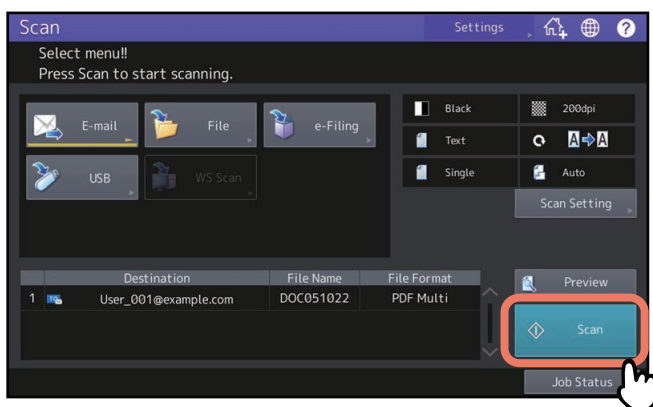 Scan
Settings
Select menu!!
Press Scan to start scanning.
E-mail
File
e-Filing
USB
WS Scan
Black
200dpi
Text
A A
Single
Auto
Scan Setting
Destination File Name File Format
1 TO: User_001@example.com DOC051022 PDF Multi
Preview
Scan
Job Status